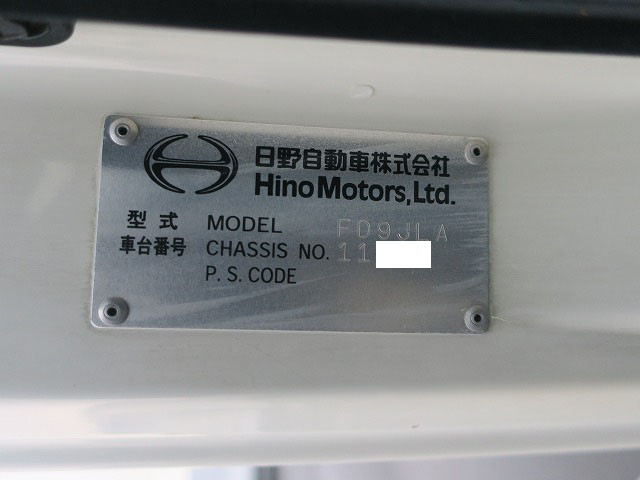 日野自動車株式会社
Hino Motors, Ltd.
型式 MODEL FD9JLA
車台番号 CHASSIS NO. 11
P. S. CODE